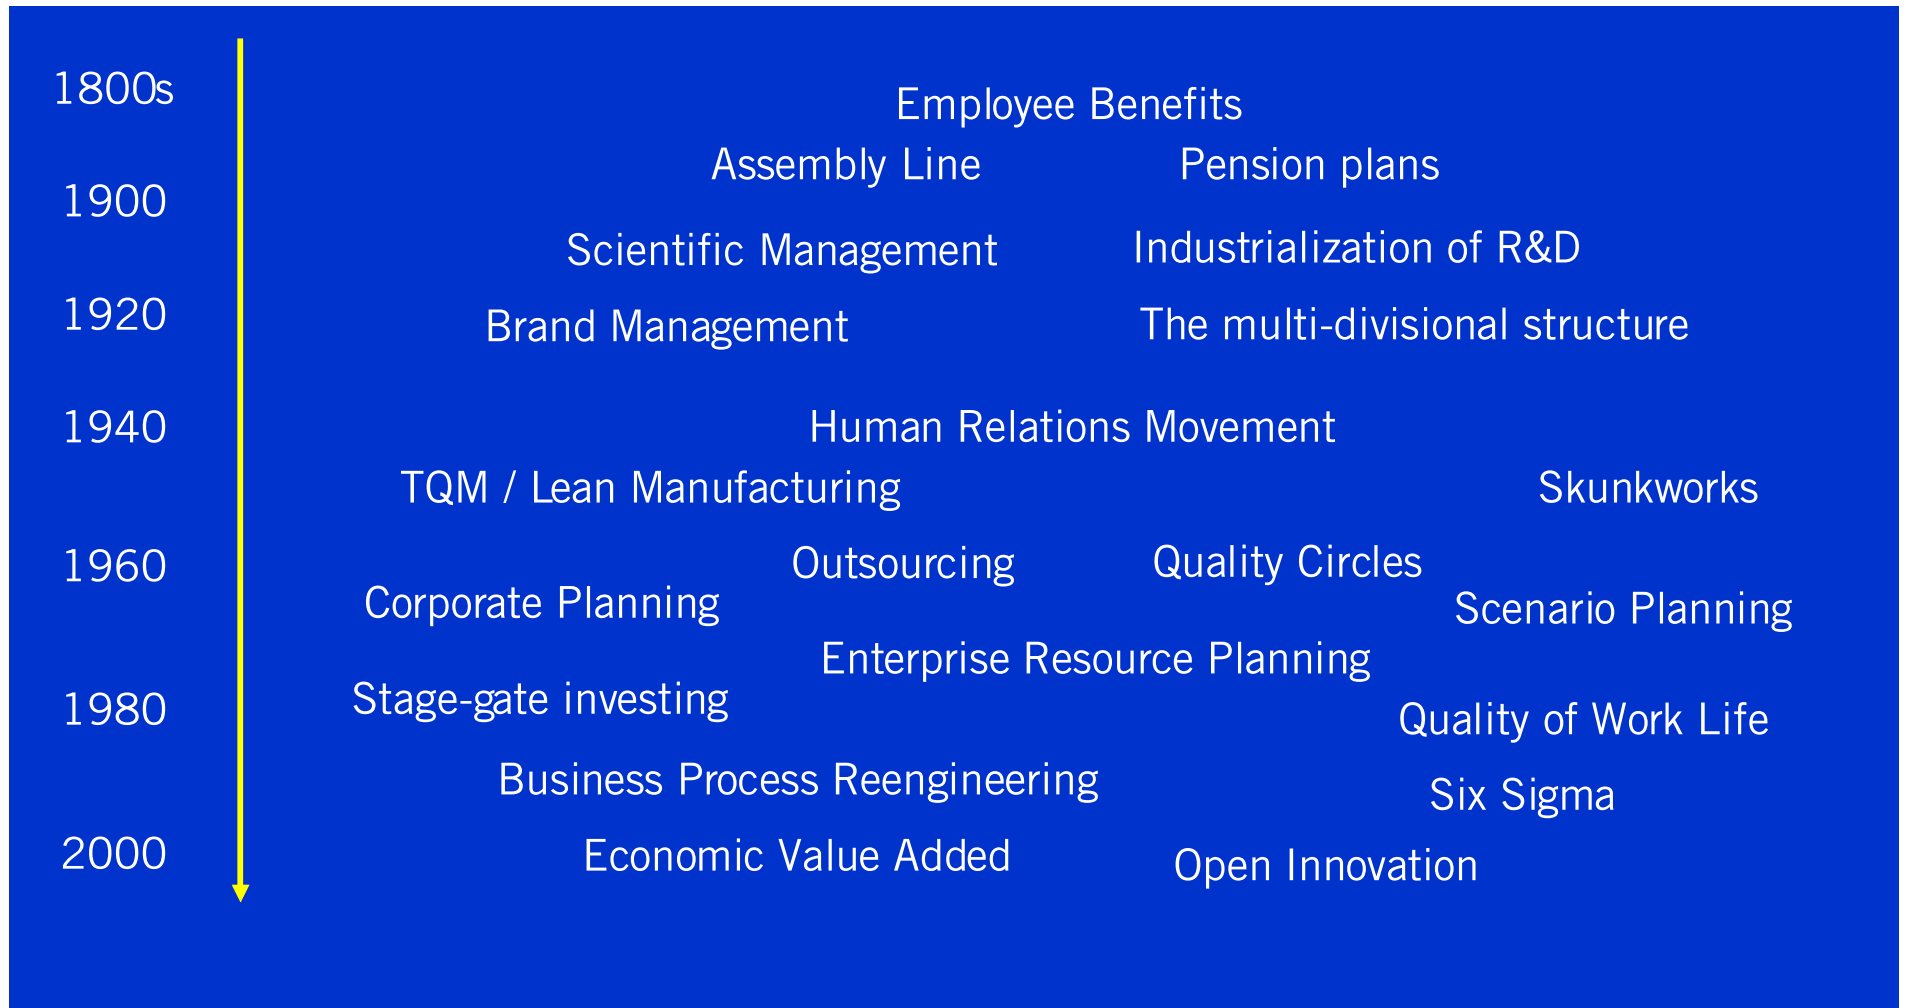 1800s
Employee Benefits
Assembly Line
Pension plans
1900
Scientific Management
Industrialization of R&D
1920
Brand Management
The multi-divisional structure
1940
Human Relations Movement
TQM / Lean Manufacturing
Skunkworks
1960
Outsourcing
Quality Circles
Corporate Planning
Scenario Planning
Enterprise Resource Planning
Stage-gate investing
1980
Quality of Work Life
Business Process Reengineering
Six Sigma
2000
Economic Value Added
Open Innovation